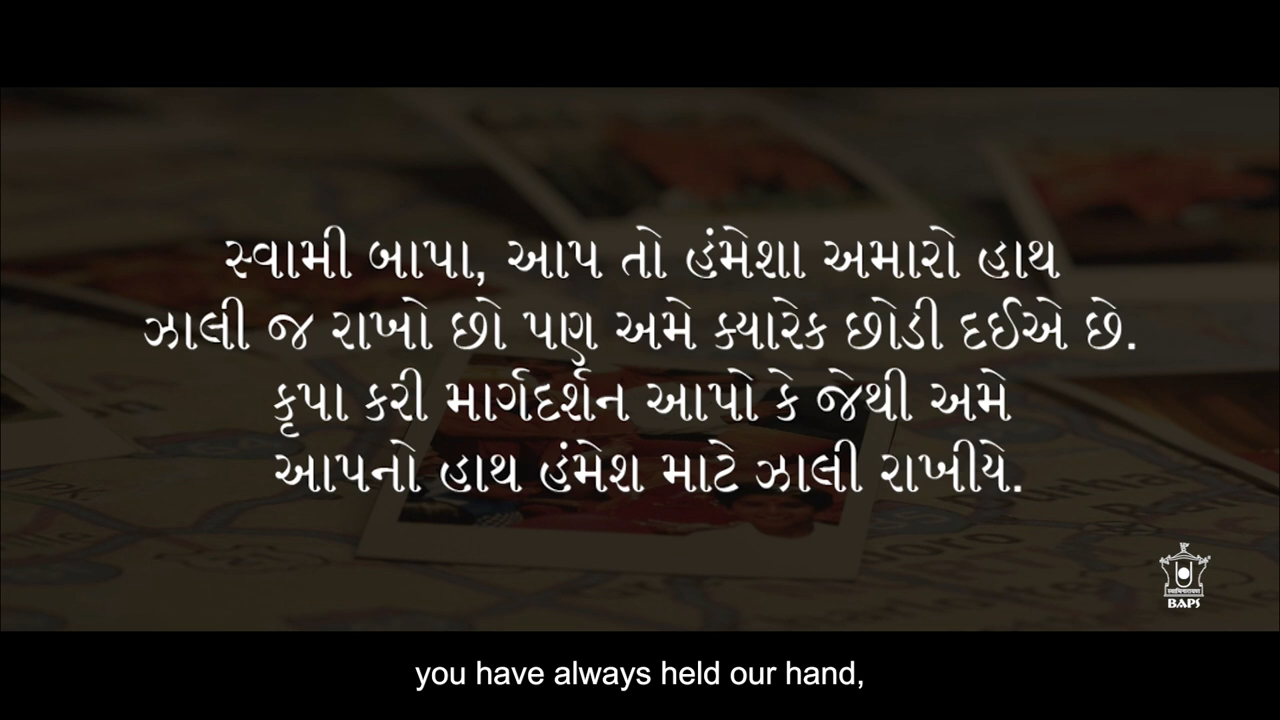 સ્વામી બાપા, આપ તો હંમેશા અમારો હાથ
ઝાલી જ રાખો છો પણ અમે ક્યારેક છોડી દઈએ છે.
કૃપા કરી માર્ગદર્શન આપો કે જેથી અમે
આપનો હાથ હંમેશ માટે ઝાલી રાખીયે.
BAPS
you have always held our hand,